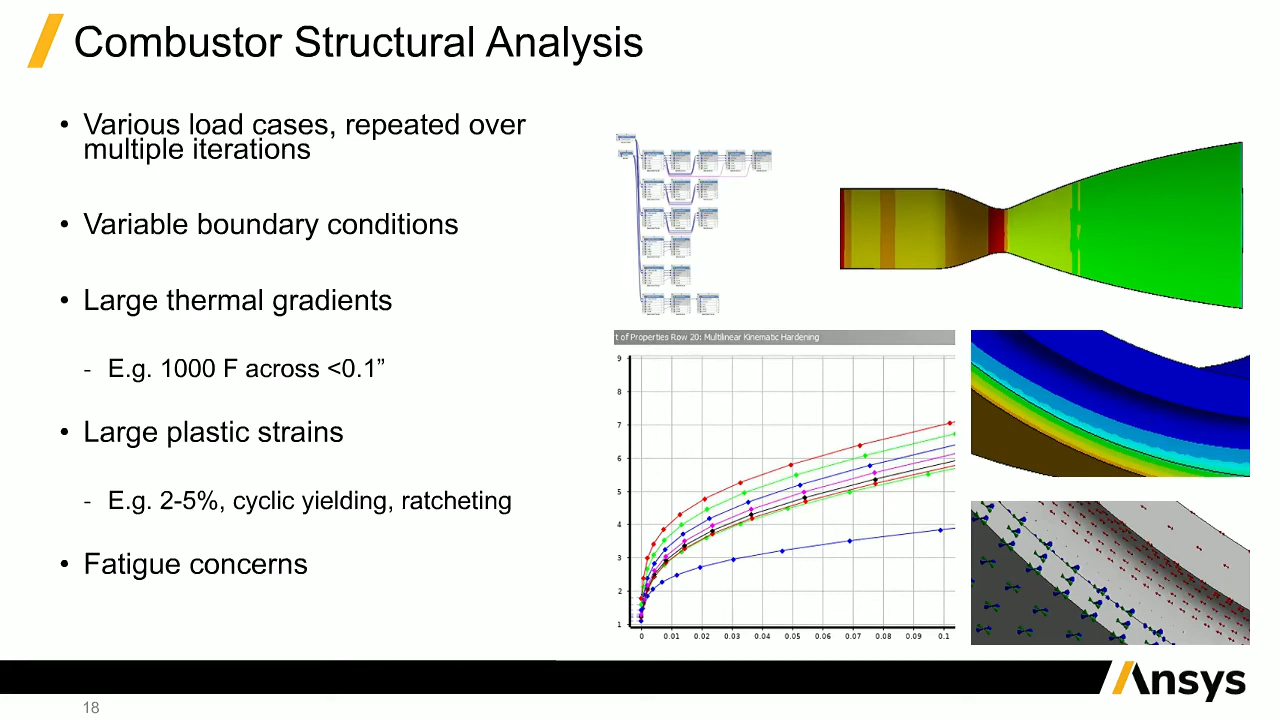 Combustor Structural Analysis
• Various load cases, repeated over
multiple iterations
• Variable boundary conditions
• Large thermal gradients
- E.g. 1000 F across <0.1”
• Large plastic strains
- E.g. 2-5%, cyclic yielding, ratcheting
• Fatigue concerns
t of Properties Row 20: Multilinear Kinematic Hardening
9
8
7
6
5
4
3
2
1
0 0.01 0.02 0.03 0.04 0.05 0.06 0.07 0.08 0.09 0.1
Ansys
18